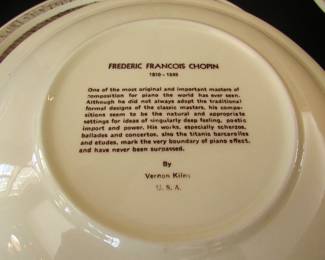 FREDERIC FRANCOIS CHOPIN
1810 - 1849
One of the most original and important masters of
composition for piano the world has ever seen.
Although he did not always adopt the traditional
formal designs of the classic masters, his compo-
sitions seem to be the natural and appropriate
settings for ideas of singularly deep feeling, poetic
import and power. His works, especially scherzos,
ballades and concertos, also the titanic barcarolles
and etudes, mark the very boundary of piano effect,
and have never been surpassed.
By
Vernon Kilns
U. S. A.